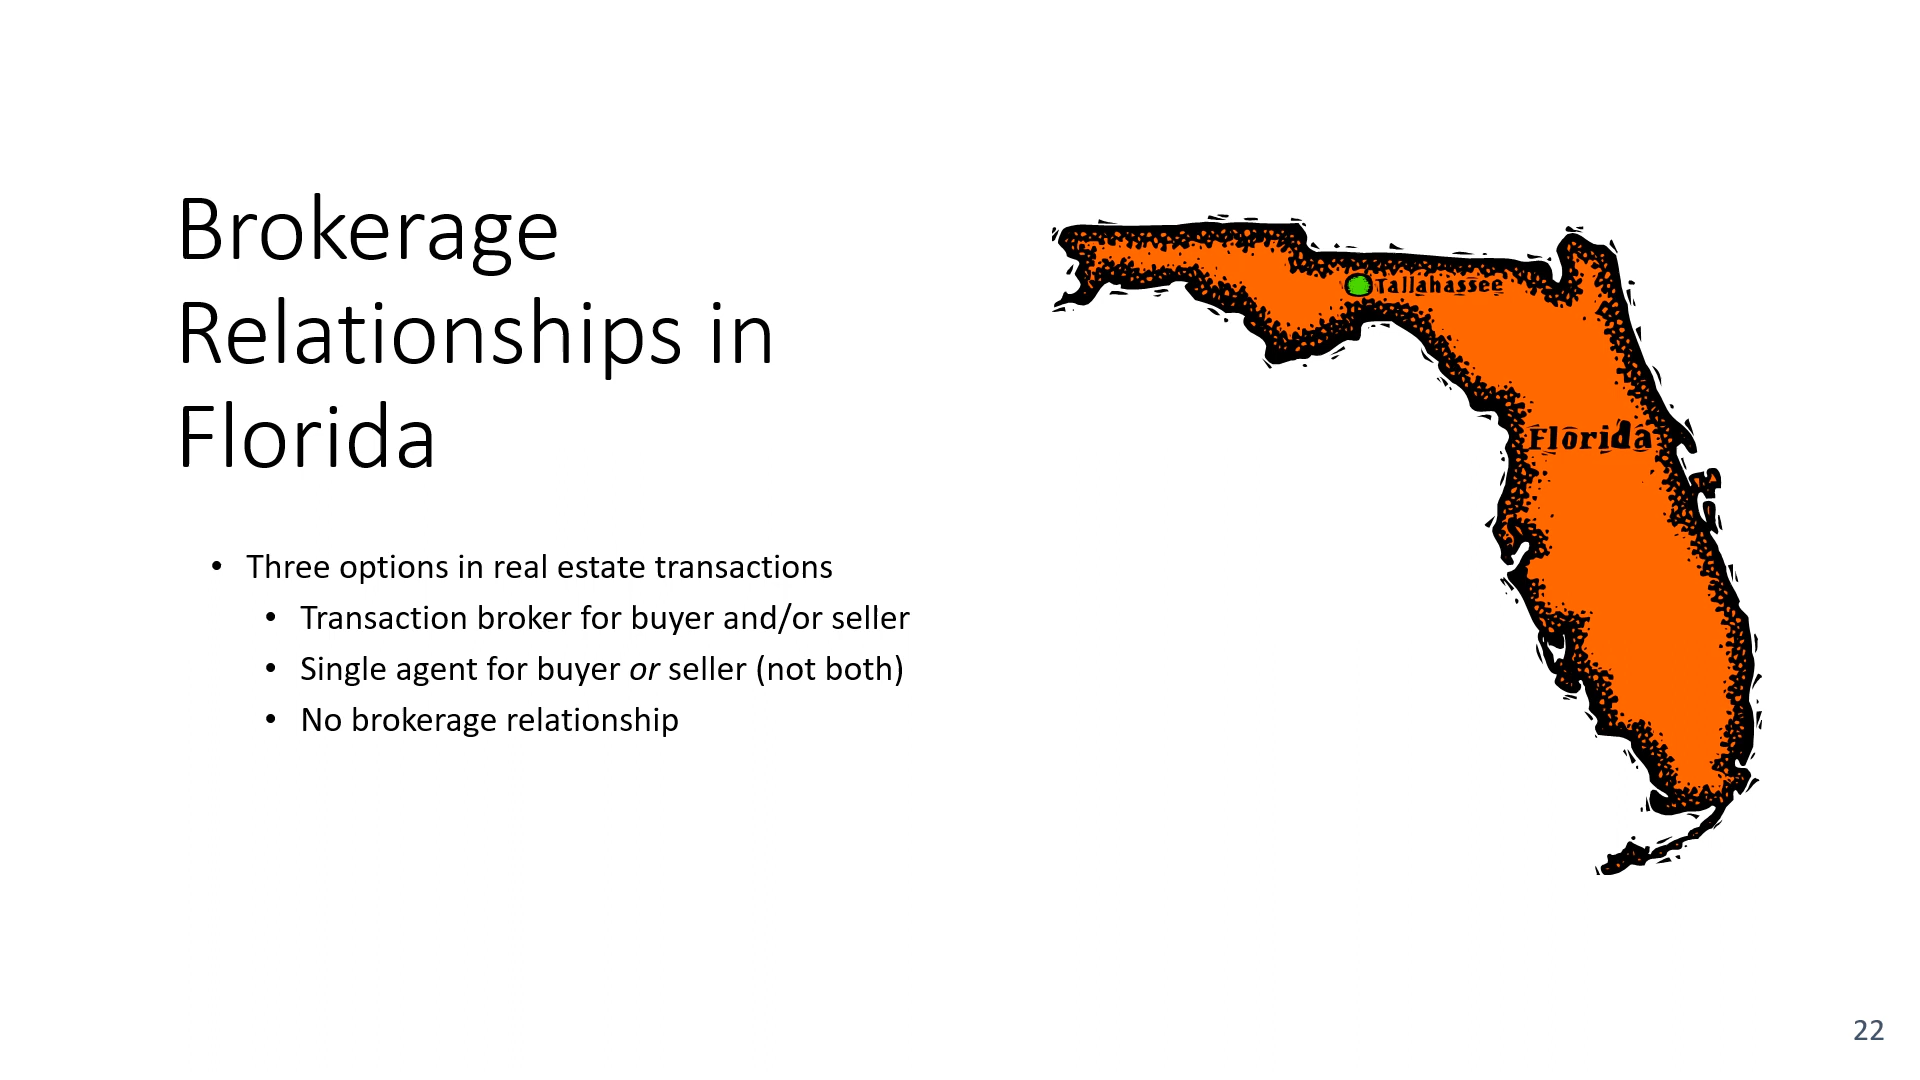 Brokerage
Relationships in
Florida
• Three options in real estate transactions
• Transaction broker for buyer and/or seller
• Single agent for buyer or seller (not both)
• No brokerage relationship
Tallahassee
Florida
22